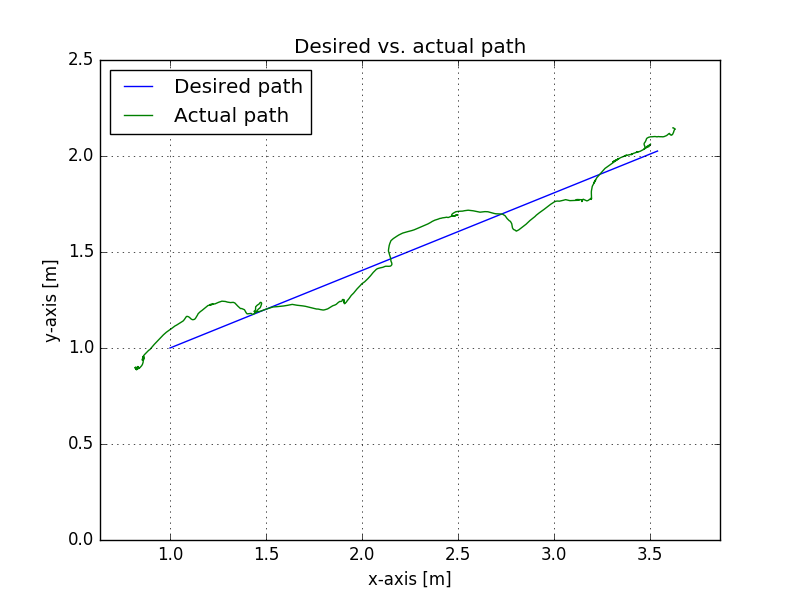 Desired vs. actual path
2.5
Desired path
Actual path
2.0
1.5
y-axis [m]
1.0
0.5
0.0
1.0 1.5 2.0 2.5 3.0 3.5
x-axis [m]